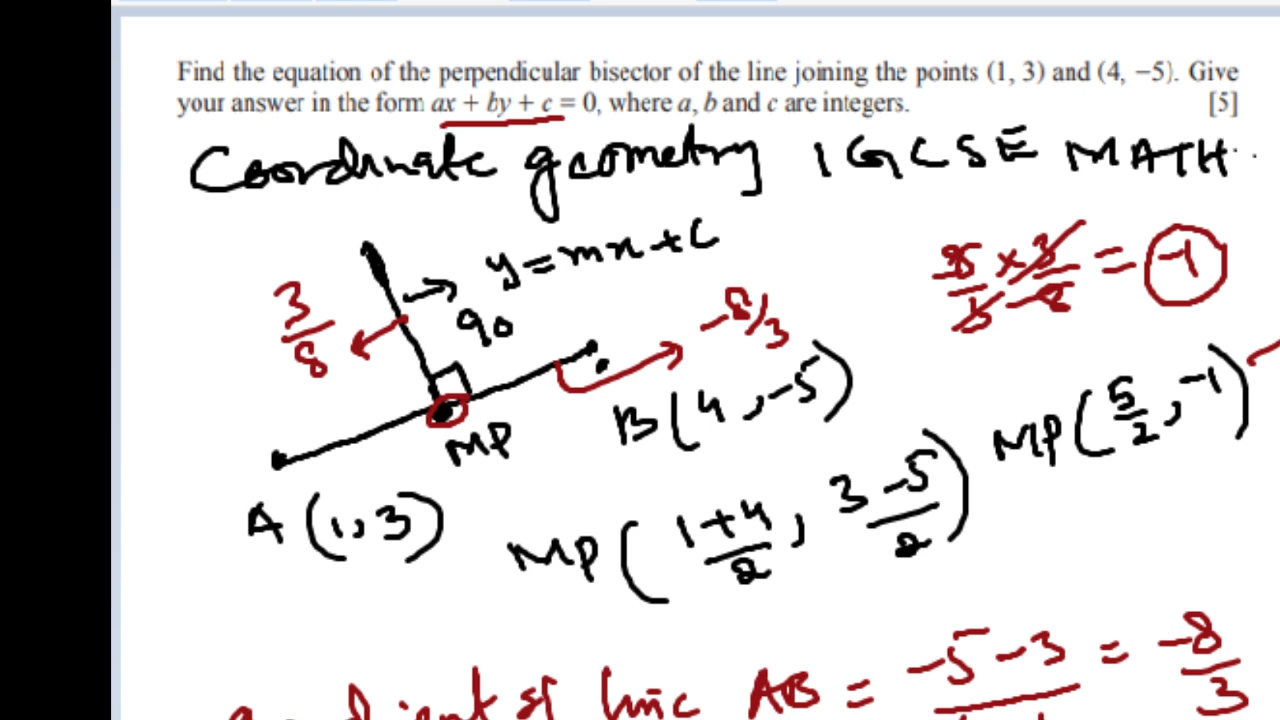 Find the equation of the perpendicular bisector of the line joining the points (1, 3) and (4, −5). Give
your answer in the form ax + by + c = 0, where a, b and c are integers. [5]
Coordinate geometry IGCSE MATH
y=mx+c
3/8
90
-8/3
= -1
MP
B(4,-5)
MP(5/2, -1)
A(1,3)
MP(1+4/2, 3-5/2)
gradient of line AB = -5-3 = -8/3